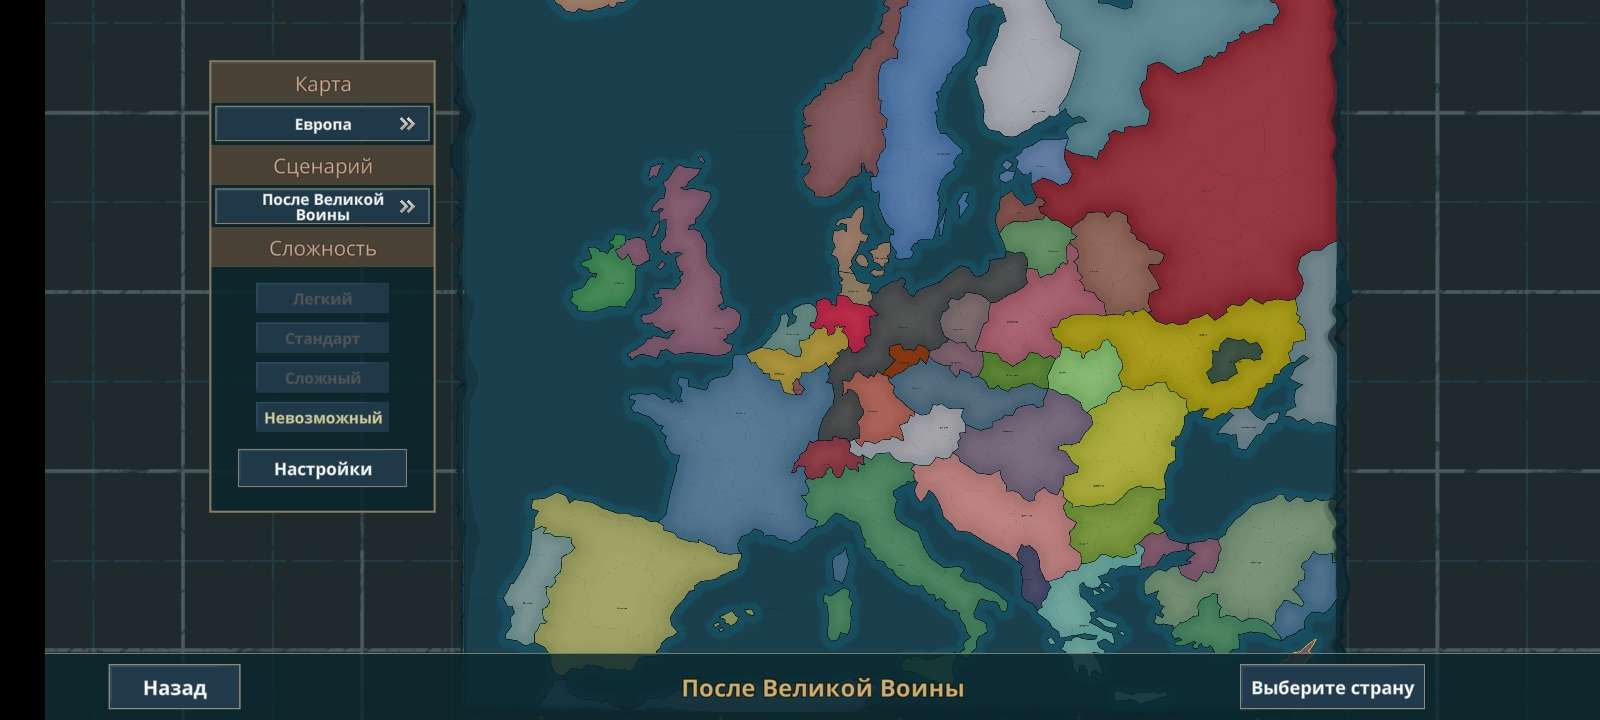 Карта
Европа
Сценарий
После Великой
Воины
Сложность
Легкий
Стандарт
Сложный
Невозможный
Настройки
Назад
После Великой Воины
Выберите страну